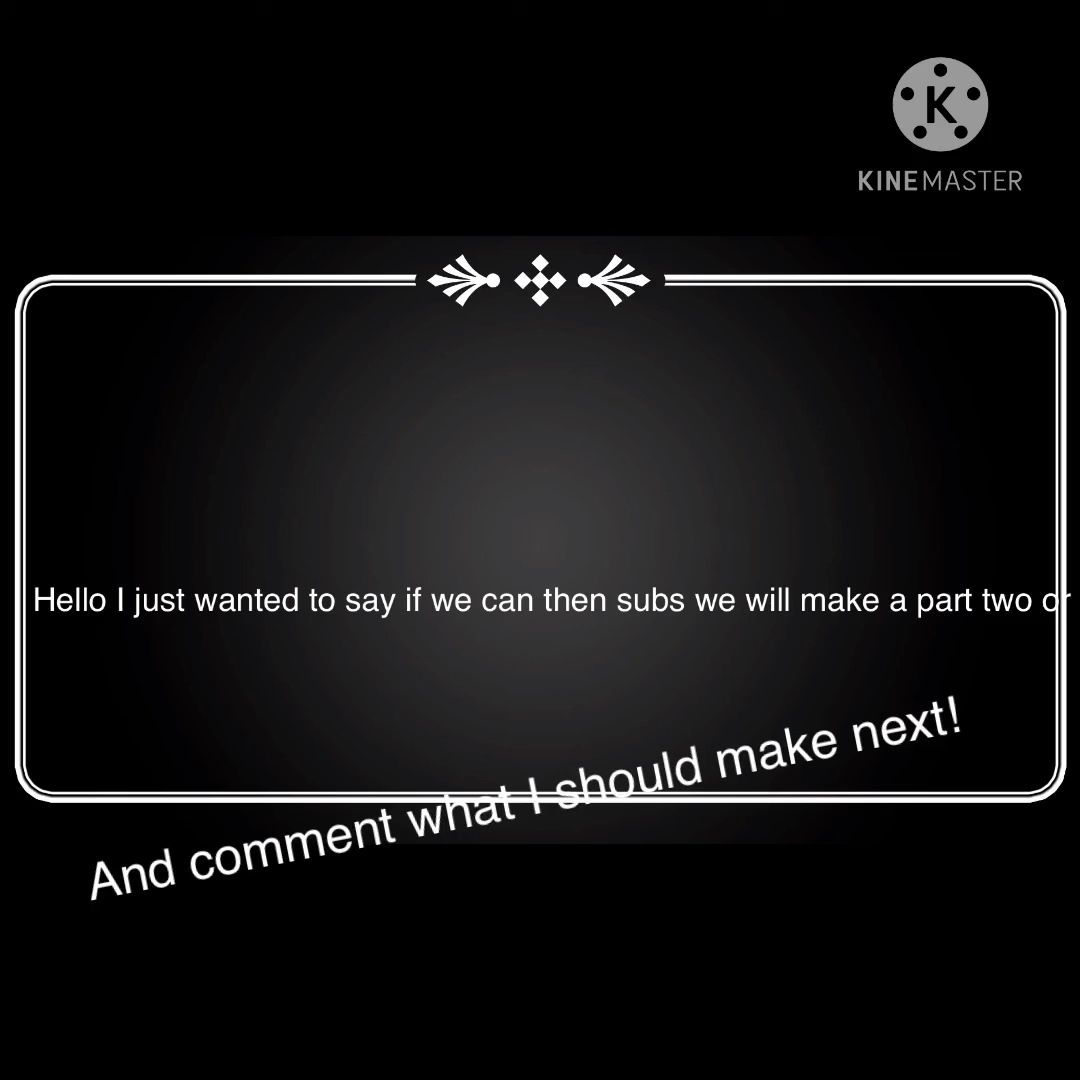 K
KINEMASTER
Hello I just wanted to say if we can then subs we will make a part two or
And comment what I should make next!